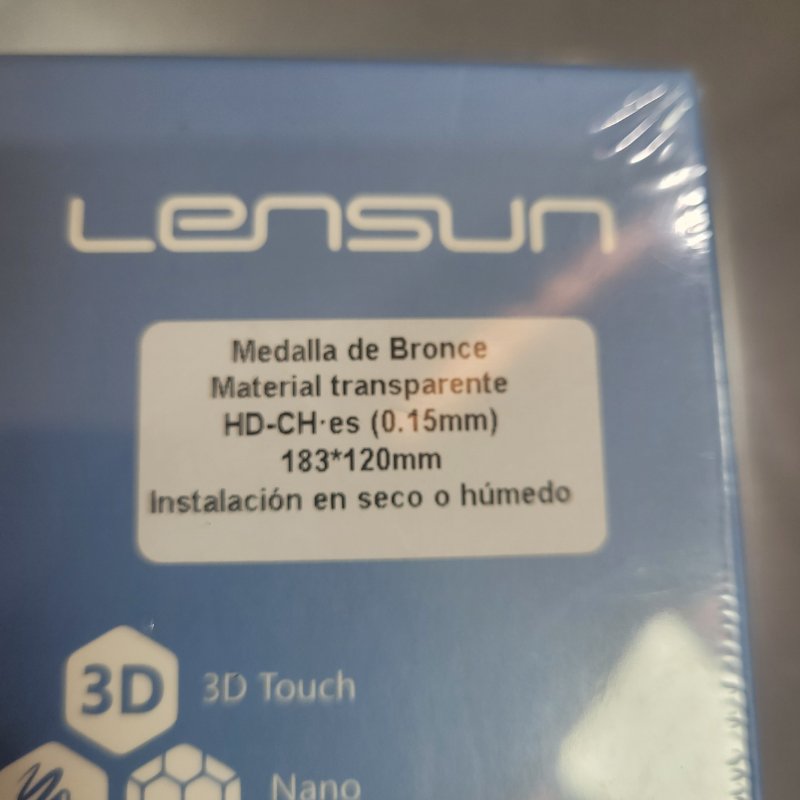 Lensun
Medalla de Bronce
Material transparente
HD-CH·es (0.15mm)
183*120mm
Instalación en seco o húmedo
3D 3D Touch
Nano